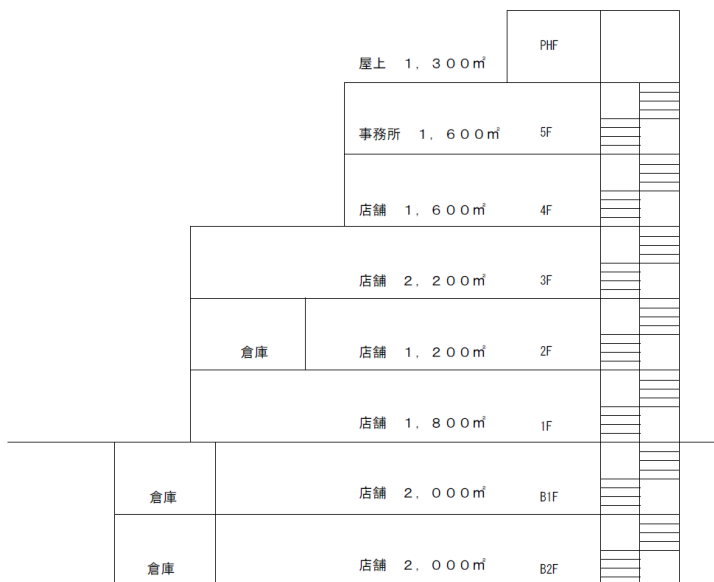 PHF
屋上 1,300㎡
事務所 1,600㎡ 5F
店舗 1,600㎡ 4F
店舗 2,200㎡ 3F
倉庫 店舗 1,200㎡ 2F
店舗 1,800㎡ 1F
倉庫 店舗 2,000㎡ B1F
倉庫 店舗 2,000㎡ B2F